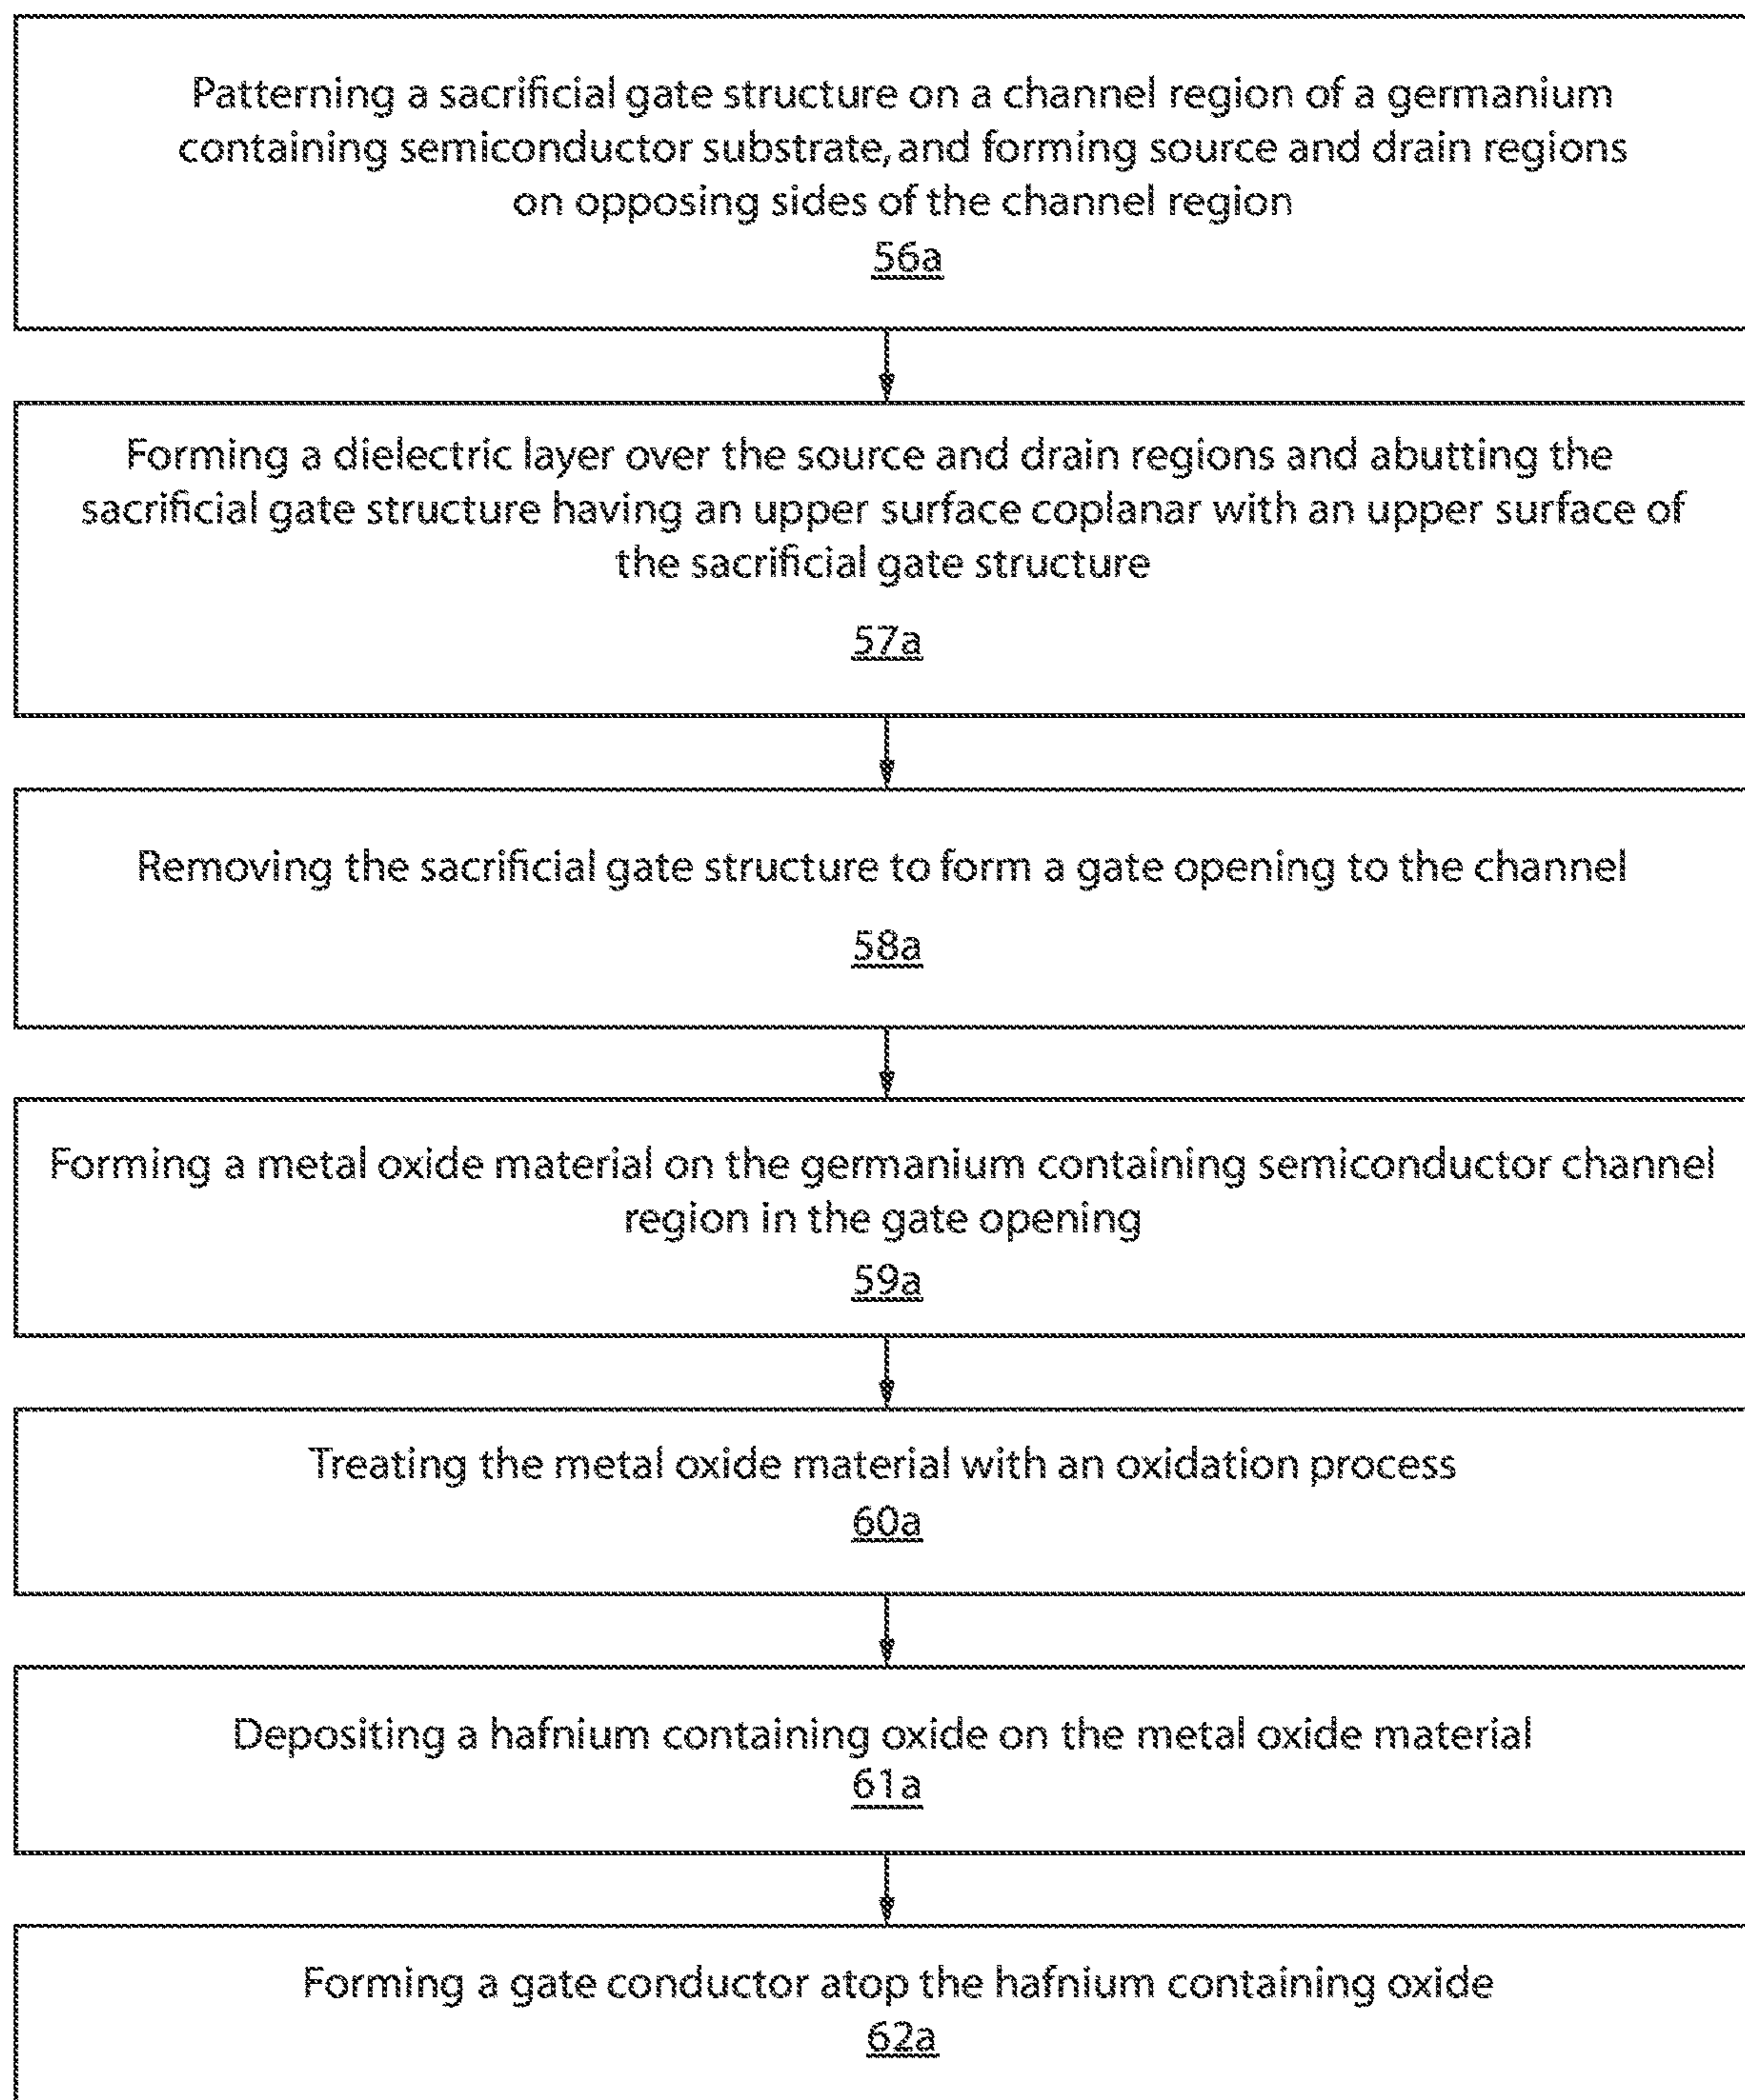 Patterning a sacrificial gate structure on a channel region of a germanium
containing semiconductor substrate, and forming source and drain regions
on opposing sides of the channel region
56a
Forming a dielectric layer over the source and drain regions and abutting the
sacrificial gate structure having an upper surface coplanar with an upper surface of
the sacrificial gate structure
57a
Removing the sacrificial gate structure to form a gate opening to the channel
58a
Forming a metal oxide material on the germanium containing semiconductor channel
region in the gate opening
59a
Treating the metal oxide material with an oxidation process
60a
Depositing a hafnium containing oxide on the metal oxide material
61a
Forming a gate conductor atop the hafnium containing oxide
62a